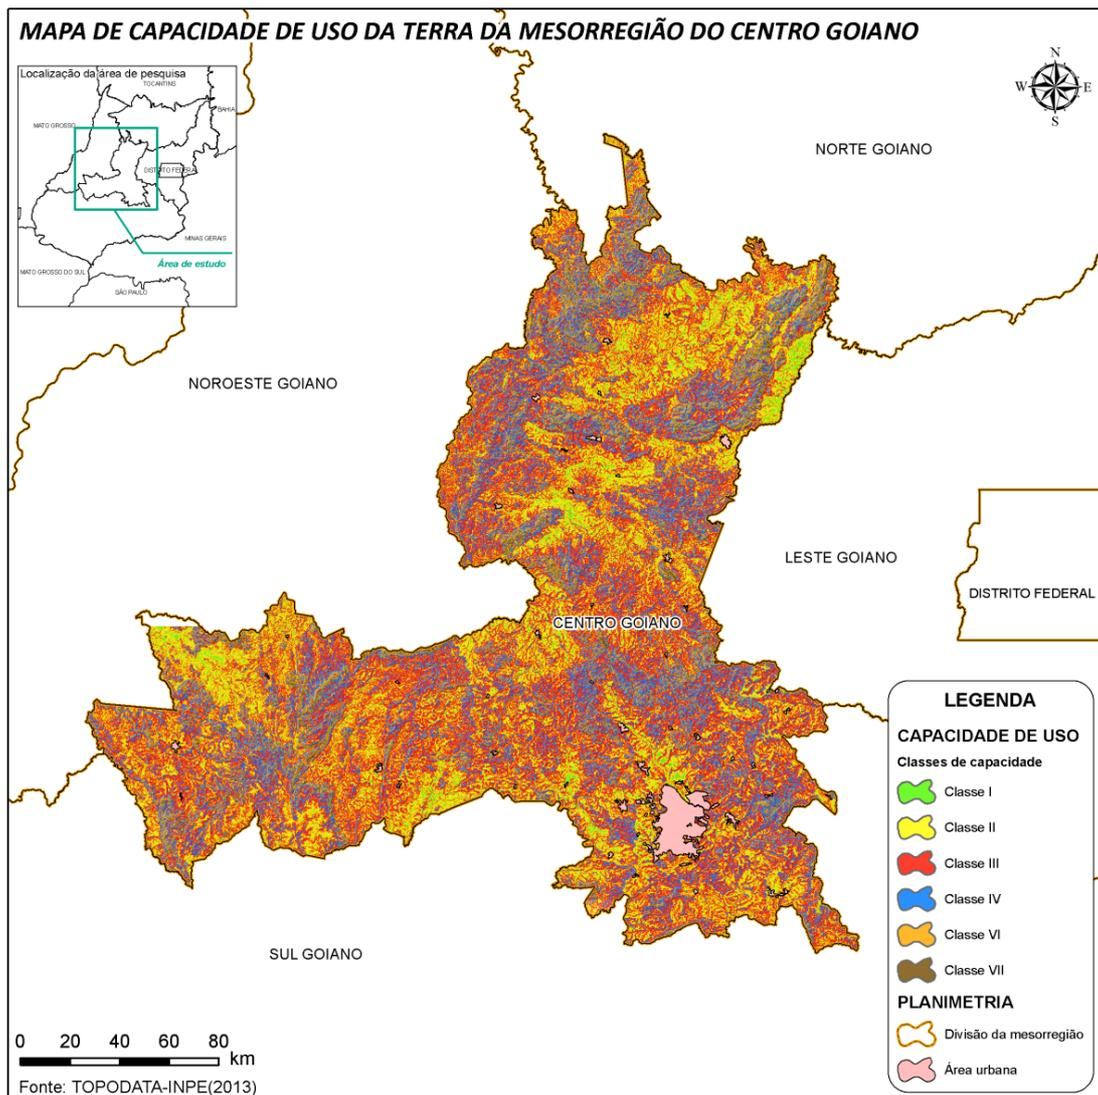 MAPA DE CAPACIDADE DE USO DA TERRA DA MESORREGIÃO DO CENTRO GOIANO
Localização da área de pesquisa
TOCANTINS
BAHIA
MATO GROSSO
DISTRITO FEDERAL
MINAS GERAIS
Área de estudo
MATO GROSSO DO SUL
SÃO PAULO
N
W
E
S
NORTE GOIANO
NOROESTE GOIANO
LESTE GOIANO
DISTRITO FEDERAL
CENTRO GOIANO
SUL GOIANO
LEGENDA
CAPACIDADE DE USO
Classes de capacidade
Classe I
Classe II
Classe III
Classe IV
Classe VI
Classe VII
PLANIMETRIA
Divisão da mesorregião
Área urbana
0 20 40 60 80
km
Fonte: TOPODATA-INPE(2013)